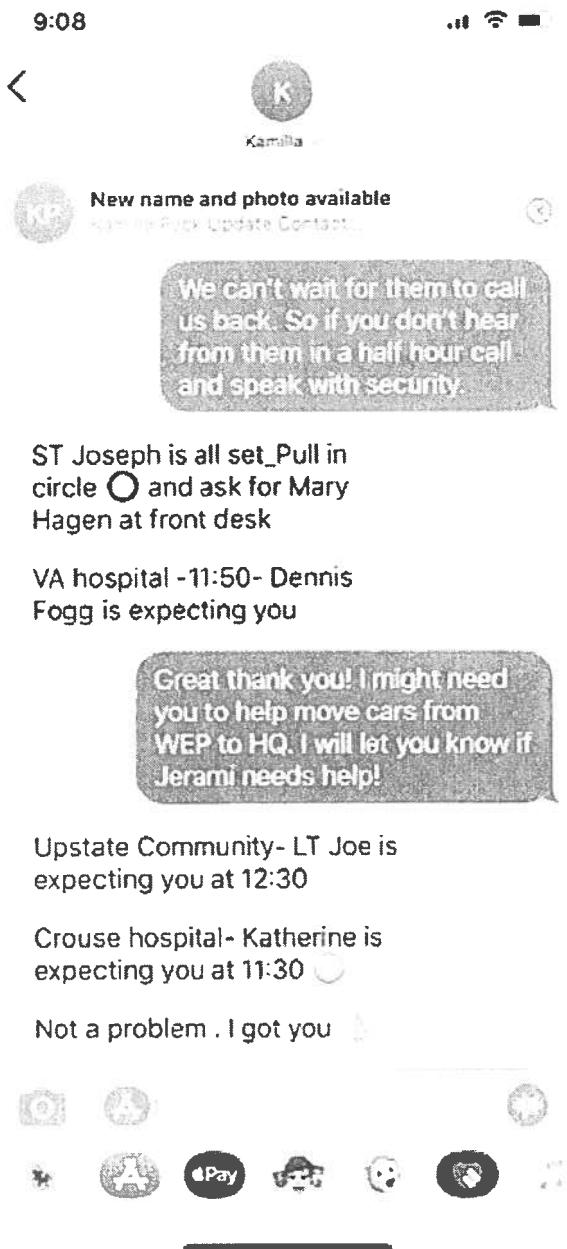 9:08
K
Kamilla
KP
New name and photo available
Update Contact
We can't wait for them to call
us back. So if you don't hear
from them in a half hour call
and speak with security.
ST Joseph is all set_Pull in
circle and ask for Mary
Hagen at front desk
VA hospital -11:50- Dennis
Fogg is expecting you
Great thank you! I might need
you to help move cars from
WEP to HQ. I will let you know if
Jerami needs help!
Upstate Community- LT Joe is
expecting you at 12:30
Crouse hospital- Katherine is
expecting you at 11:30
Not a problem . I got you
Pay